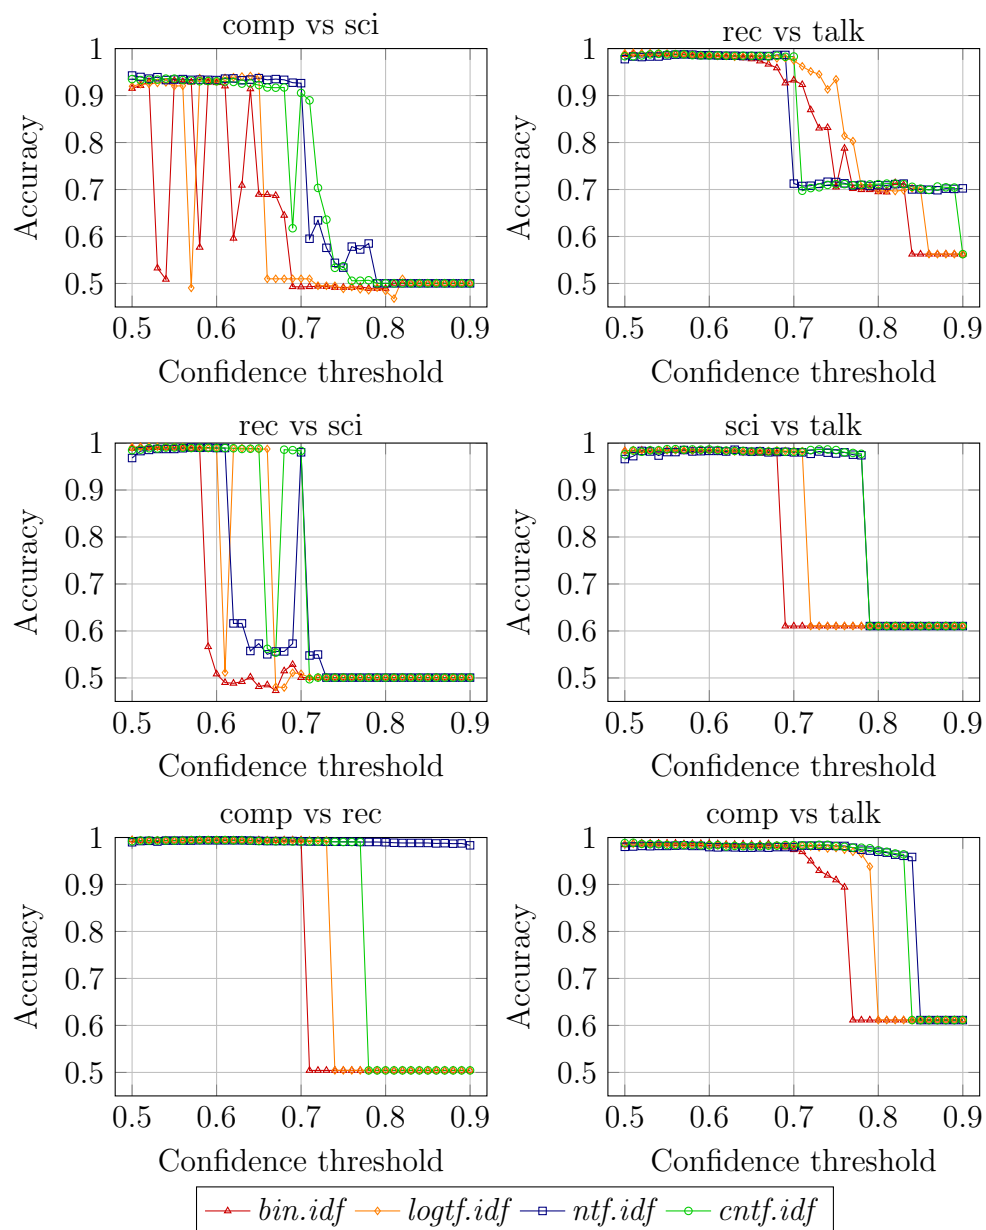 comp vs sci
1
0.9
0.8
0.7
0.6
0.5
Accuracy
0.5 0.6 0.7 0.8 0.9
Confidence threshold
rec vs talk
1
0.9
0.8
0.7
0.6
0.5
Accuracy
0.5 0.6 0.7 0.8 0.9
Confidence threshold
rec vs sci
1
0.9
0.8
0.7
0.6
0.5
Accuracy
0.5 0.6 0.7 0.8 0.9
Confidence threshold
sci vs talk
1
0.9
0.8
0.7
0.6
0.5
Accuracy
0.5 0.6 0.7 0.8 0.9
Confidence threshold
comp vs rec
1
0.9
0.8
0.7
0.6
0.5
Accuracy
0.5 0.6 0.7 0.8 0.9
Confidence threshold
comp vs talk
1
0.9
0.8
0.7
0.6
0.5
Accuracy
0.5 0.6 0.7 0.8 0.9
Confidence threshold
bin.idf logtf.idf ntf.idf cntf.idf